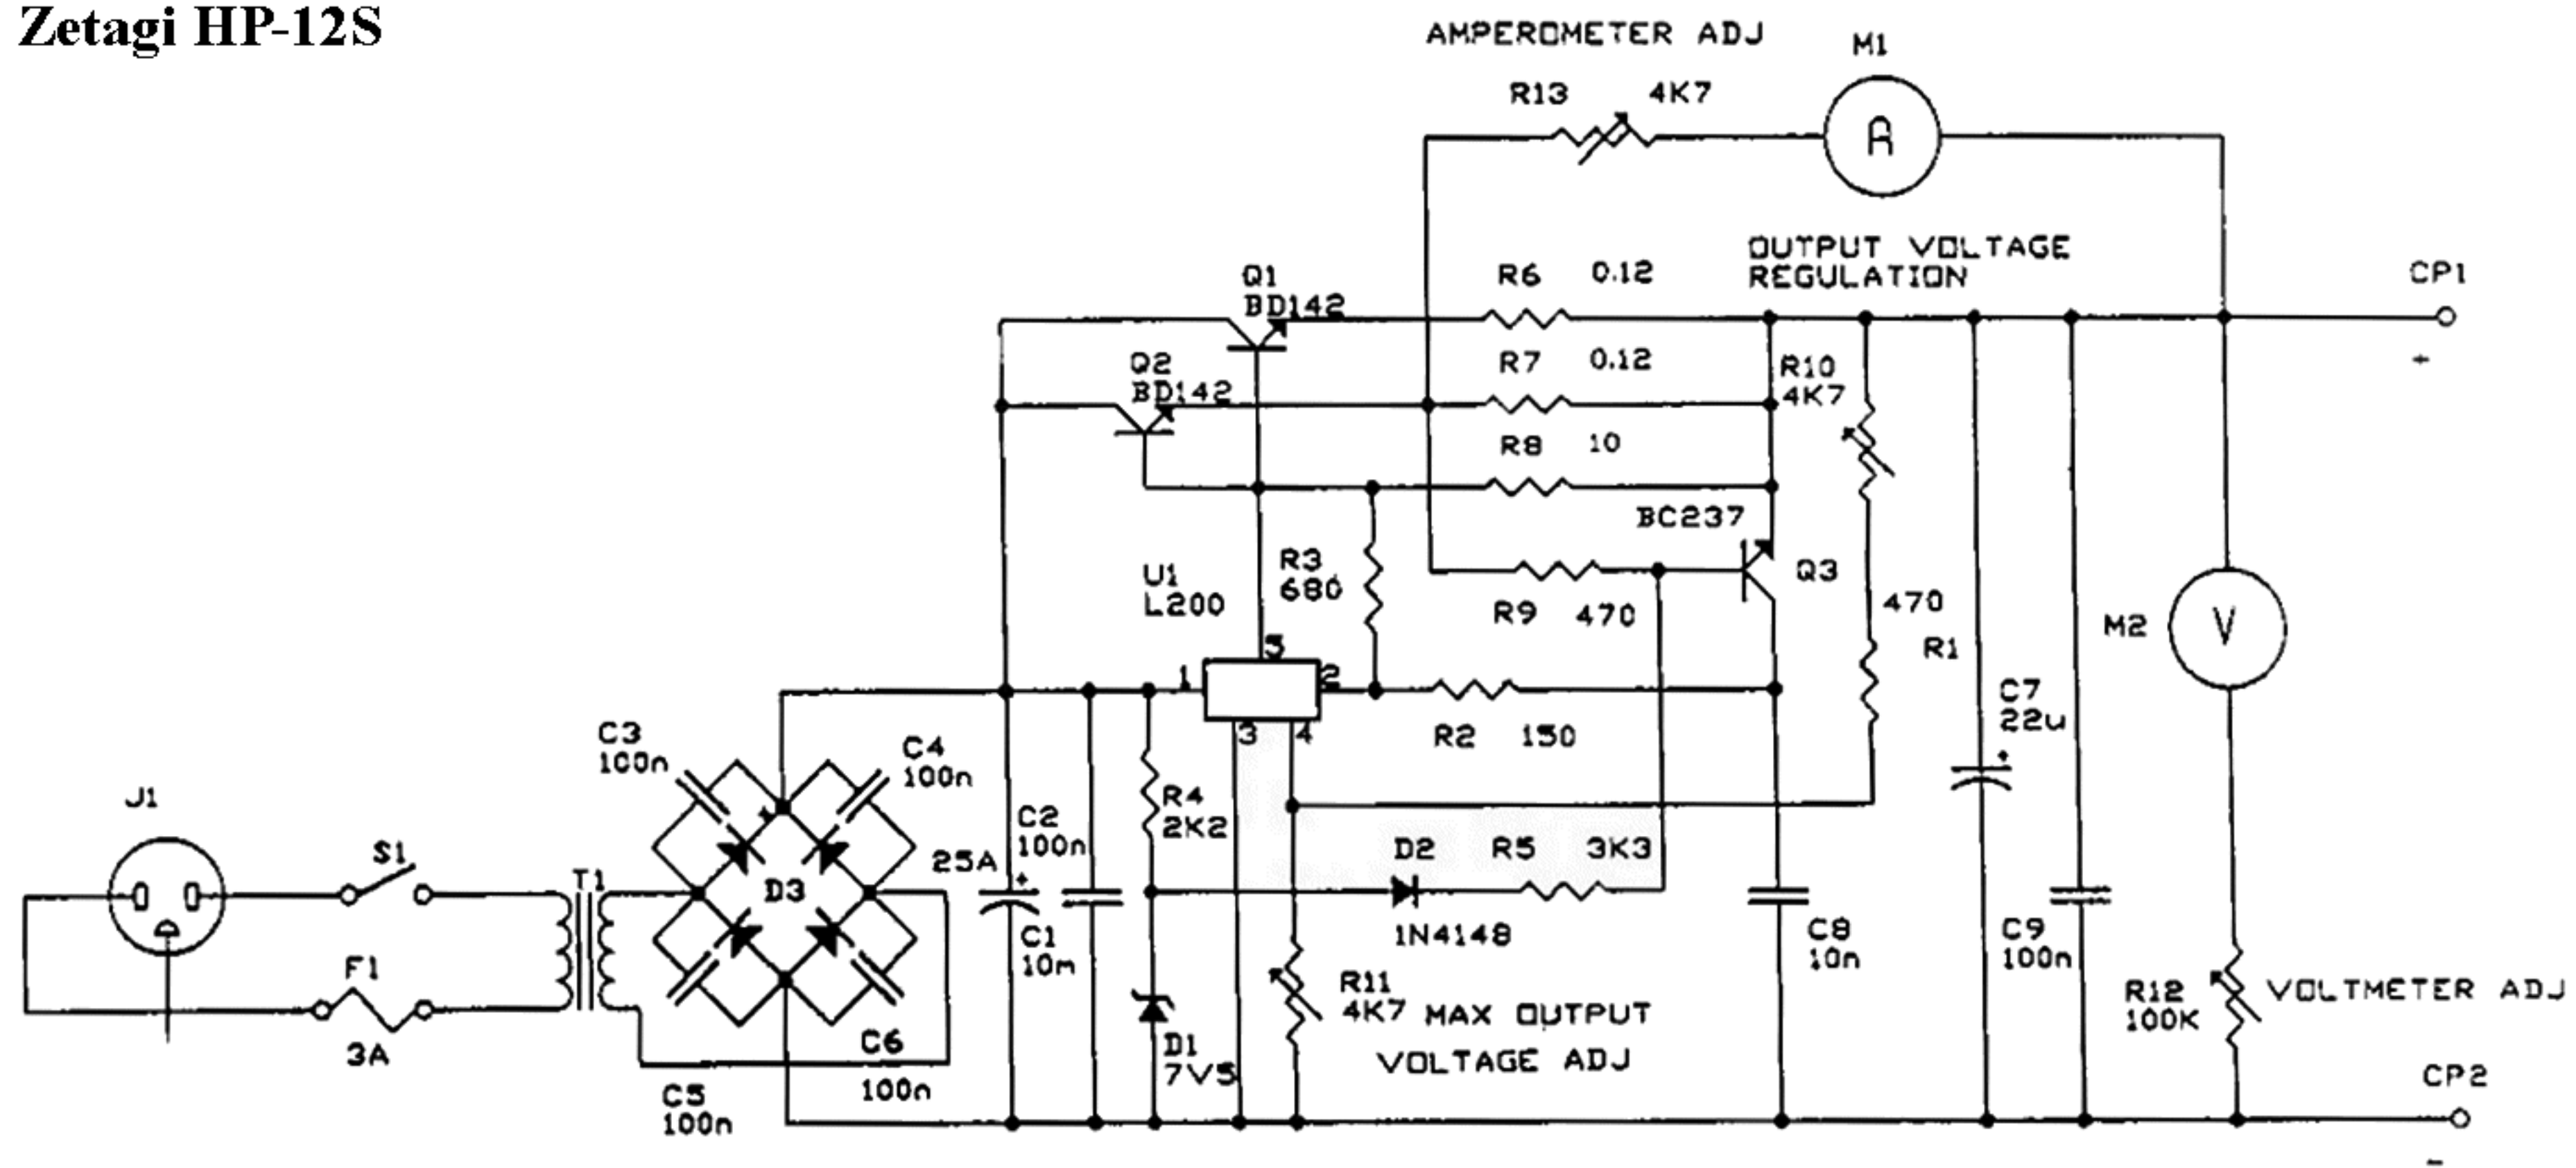 Zetagi HP-12S
AMPEROMETER ADJ
M1
R13 4K7
A
OUTPUT VOLTAGE
REGULATION
CP1
+
Q1
BD142
R6 0.12
Q2
BD142
R7 0.12
R10
4K7
R8 10
BC237
Q3
U1
L200
R3
680
R9 470
470
R1
M2
V
5
1
2
3
4
R2 150
C7
22u
+
C3
100n
C4
100n
J1
S1
T1
D3
+
25A
C2
100n
+
C1
10m
R4
2K2
D2
1N4148
R5 3K3
C8
10n
C9
100n
F1
3A
R11
4K7
MAX OUTPUT
VOLTAGE ADJ
R12
100K
VOLTMETER ADJ
D1
7V5
C6
100n
C5
100n
CP2
-